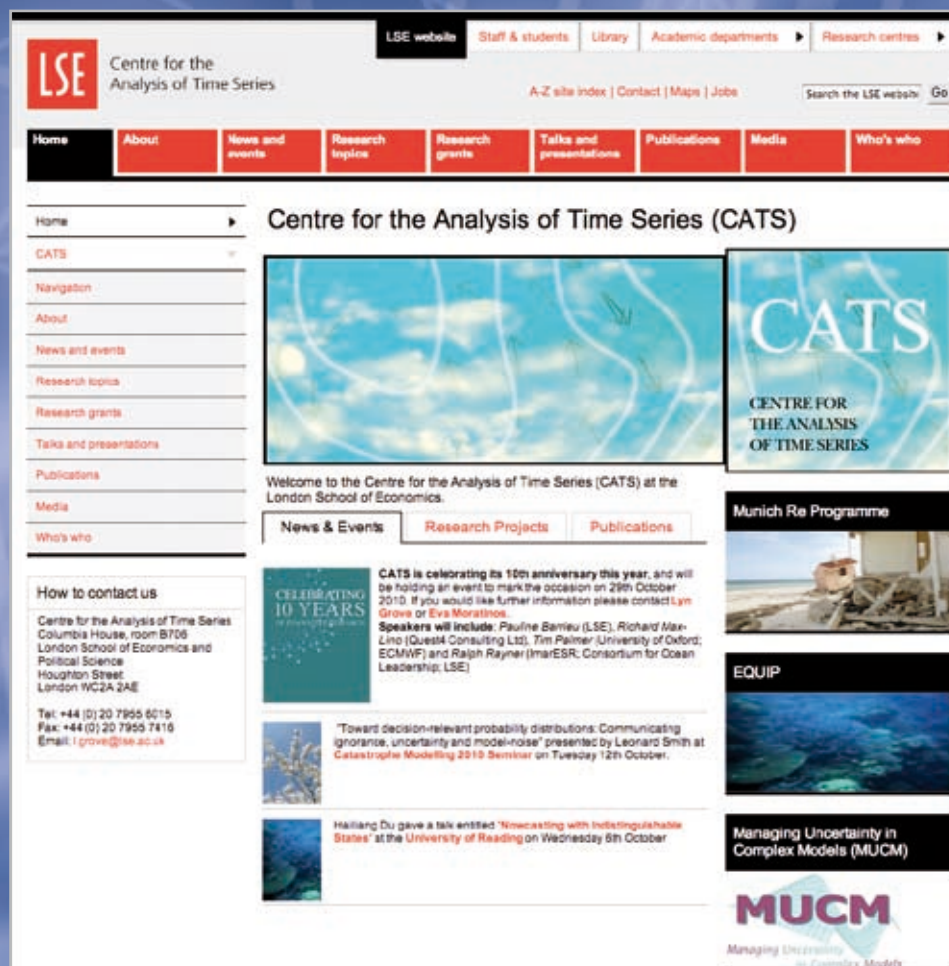 LSE website
Staff & students
Library
Academic departments
Research centres
LSE
Centre for the
Analysis of Time Series
A-Z site index | Contact | Maps | Jobs
Search the LSE website
Go
Home
About
News and
events
Research
topics
Research
grants
Talks and
presentations
Publications
Media
Who's who
Home
CATS
Navigation
About
News and events
Research topics
Research grants
Talks and presentations
Publications
Media
Who's who
How to contact us
Centre for the Analysis of Time Series
Columbia House, room B706
London School of Economics and
Political Science
Houghton Street
London WC2A 2AE
Tel: +44 (0) 20 7955 6015
Fax: +44 (0) 20 7955 7416
Email: l.grove@lse.ac.uk
Centre for the Analysis of Time Series (CATS)
CATS
CENTRE FOR
THE ANALYSIS
OF TIME SERIES
Welcome to the Centre for the Analysis of Time Series (CATS) at the
London School of Economics.
News & Events
Research Projects
Publications
CELEBRATING
10 YEARS
CATS is celebrating its 10th anniversary this year, and will
be holding an event to mark the occasion on 29th October
2010. If you would like further information please contact Lyn
Grove or Eva Moratinos.
Speakers will include: Pauline Barrieu (LSE), Richard Max-
Lino (Quest4 Consulting Ltd), Tim Palmer (University of Oxford;
ECMWF) and Ralph Rayner (ImarESR; Consortium for Ocean
Leadership; LSE)
"Toward decision-relevant probability distributions: Communicating
ignorance, uncertainty and model-noise" presented by Leonard Smith at
Catastrophe Modelling 2010 Seminar on Tuesday 12th October.
Hailiang Du gave a talk entitled 'Nowcasting with Indistinguishable
States' at the University of Reading on Wednesday 6th October
Munich Re Programme
EQUIP
Managing Uncertainty in
Complex Models (MUCM)
MUCM
Managing Uncertainty
in Complex Models